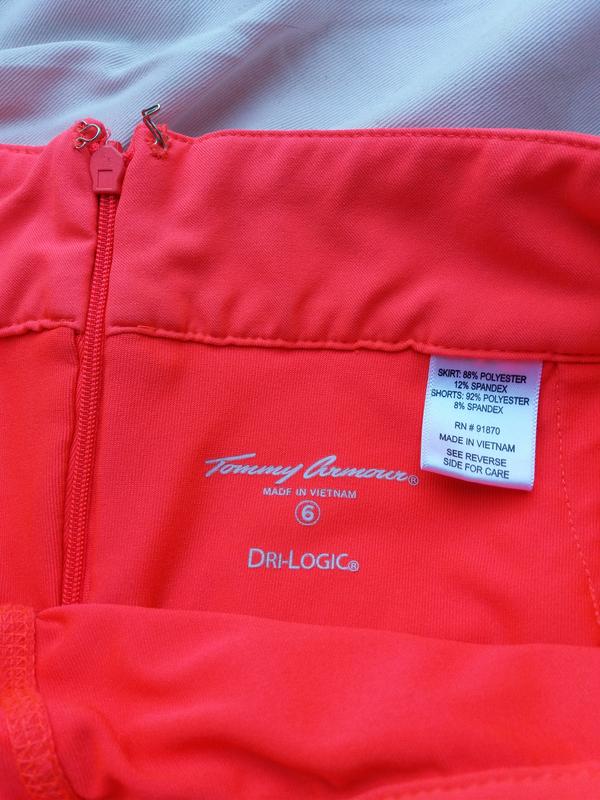 SKIRT: 88% POLYESTER
12% SPANDEX
SHORTS: 92% POLYESTER
8% SPANDEX
RN # 91870
MADE IN VIETNAM
SEE REVERSE
SIDE FOR CARE
Tommy Armour®
MADE IN VIETNAM
6
DRI-LOGIC®